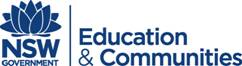 NSW
GOVERNMENT
Education
& Communities